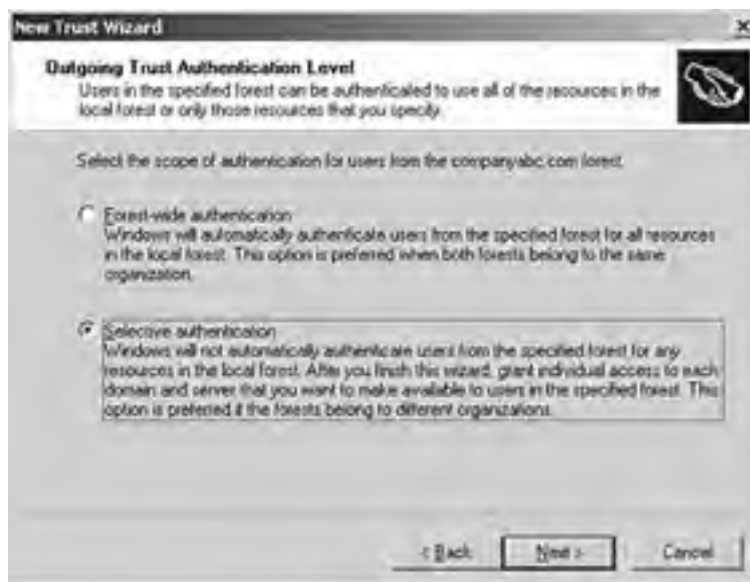 New Trust Wizard
Outgoing Trust Authentication Level
Users in the specified forest can be authenticated to use all of the resources in the
local forest or only those resources that you specify.
Select the scope of authentication for users from the companyabc.com forest.
Forest-wide authentication
Windows will automatically authenticate users from the specified forest for all resources
in the local forest. This option is preferred when both forests belong to the same
organization.
Selective authentication
Windows will not automatically authenticate users from the specified forest for any
resources in the local forest. After you finish this wizard, grant individual access to each
domain and server that you want to make available to users in the specified forest. This
option is preferred if the forests belong to different organizations.
< Back Next > Cancel